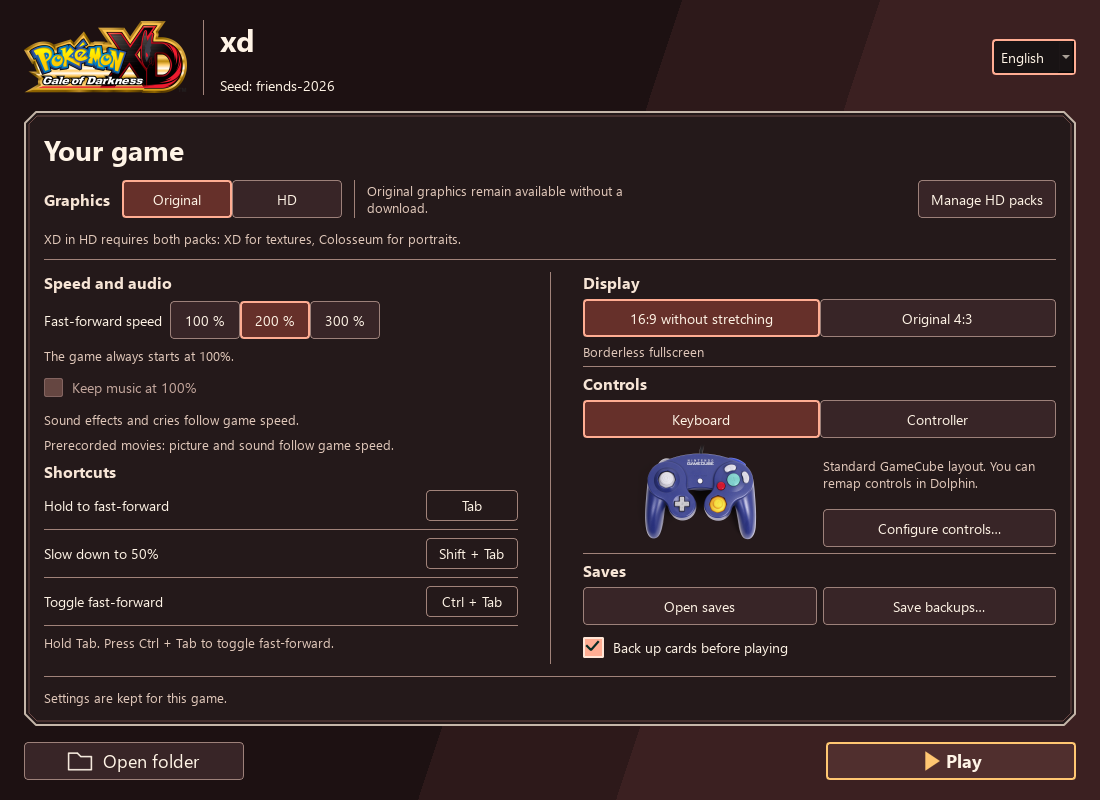 POKéMON XD
Gale of Darkness
xd
Seed: friends-2026
English
Your game
Graphics
Original
HD
Original graphics remain available without a
download.
Manage HD packs
XD in HD requires both packs: XD for textures, Colosseum for portraits.
Speed and audio
Fast-forward speed
100 %
200 %
300 %
The game always starts at 100%.
Keep music at 100%
Sound effects and cries follow game speed.
Prerecorded movies: picture and sound follow game speed.
Shortcuts
Hold to fast-forward
Tab
Slow down to 50%
Shift + Tab
Toggle fast-forward
Ctrl + Tab
Hold Tab. Press Ctrl + Tab to toggle fast-forward.
Display
16:9 without stretching
Original 4:3
Borderless fullscreen
Controls
Keyboard
Controller
NINTENDO
GAMECUBE
Standard GameCube layout. You can
remap controls in Dolphin.
Configure controls...
Saves
Open saves
Save backups...
Back up cards before playing
Settings are kept for this game.
Open folder
Play